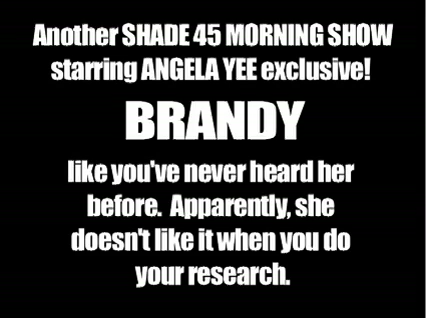 Another SHADE 45 MORNING SHOW
starring ANGELA YEE exclusive!
BRANDY
like you've never heard her
before. Apparently, she
doesn't like it when you do
your research.